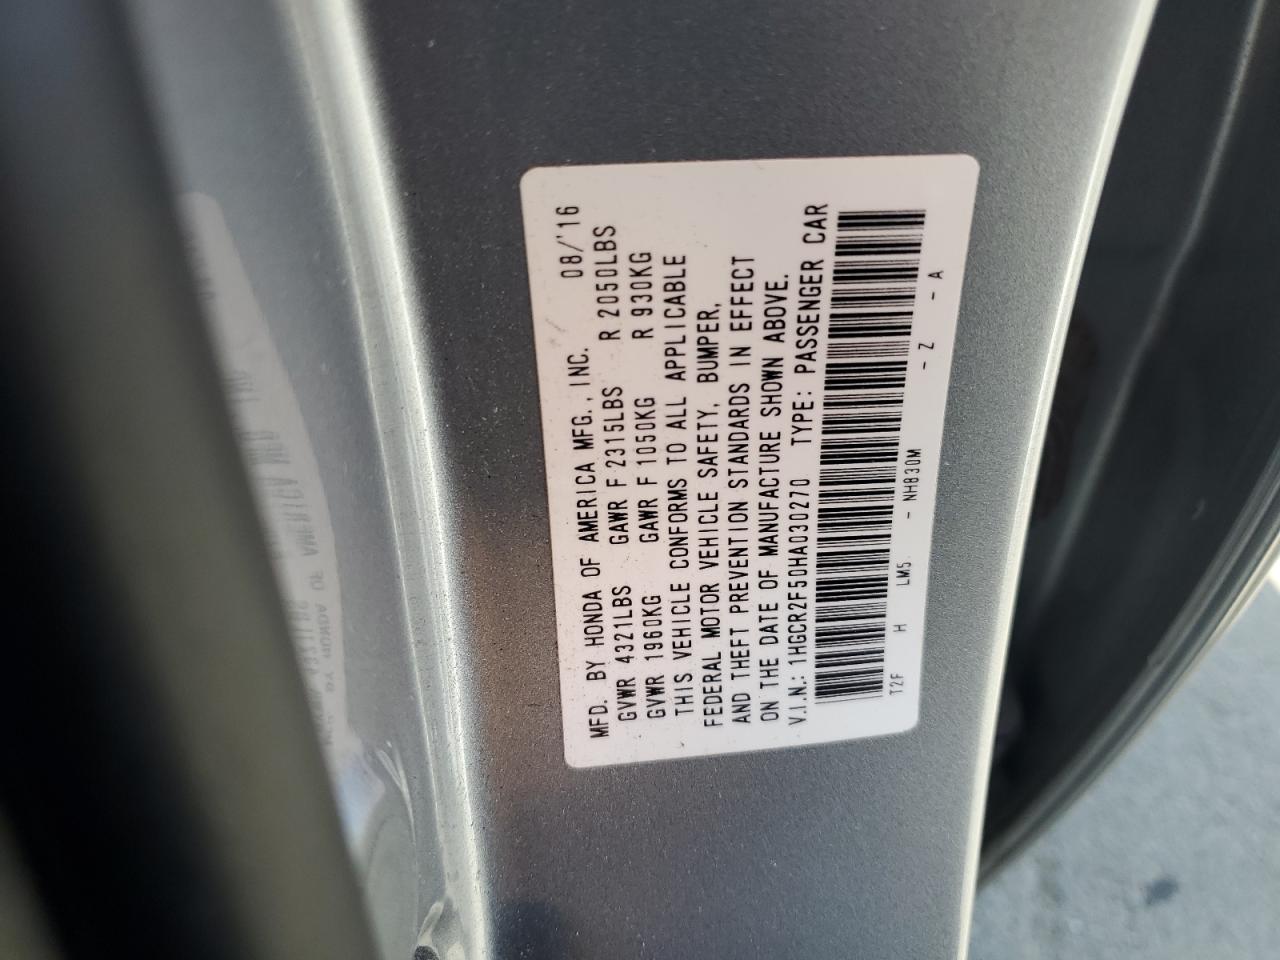 MFD. BY HONDA OF AMERICA MFG., INC. 08/'16
GVWR 4321LBS GAWR F 2315LBS R 2050LBS
GVWR 1960KG GAWR F 1050KG R 930KG
THIS VEHICLE CONFORMS TO ALL APPLICABLE
FEDERAL MOTOR VEHICLE SAFETY, BUMPER,
AND THEFT PREVENTION STANDARDS IN EFFECT
ON THE DATE OF MANUFACTURE SHOWN ABOVE.
V.I.N.: 1HGCR2F50HA030270 TYPE: PASSENGER CAR
T2F H LM5 - NH830M - Z - A